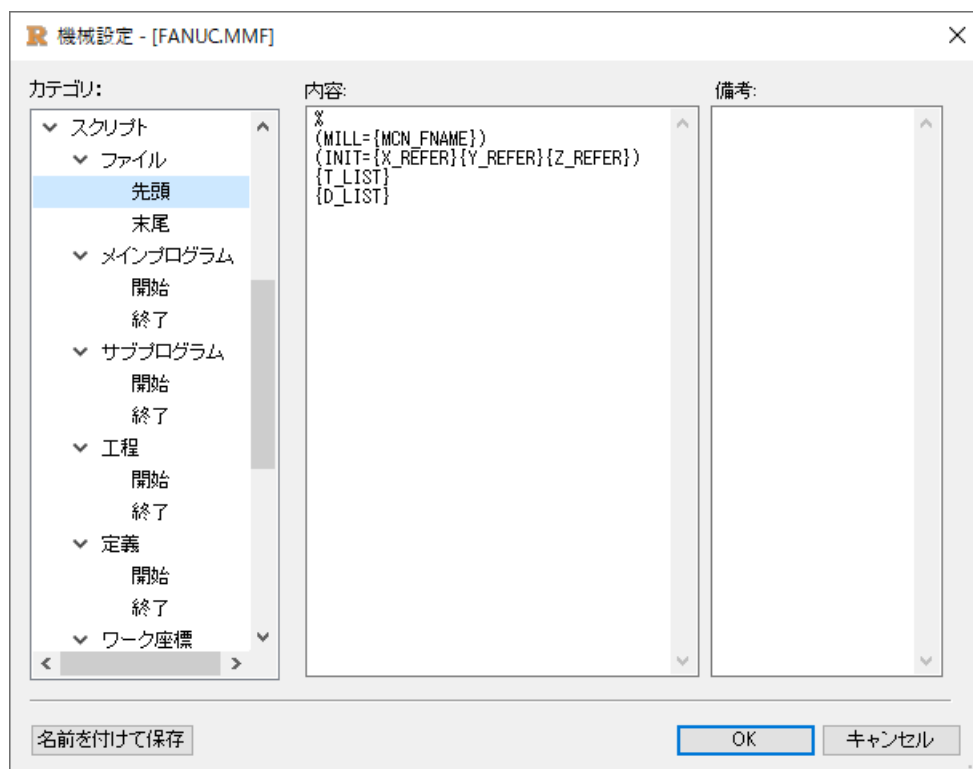 機械設定 - [FANUC.MMF]
カテゴリ:
スクリプト
ファイル
先頭
末尾
メインプログラム
開始
終了
サブプログラム
開始
終了
工程
開始
終了
定義
開始
終了
ワーク座標
内容:
%
(MILL={MCN_FNAME})
(INIT={X_REFER}{Y_REFER}{Z_REFER})
{T_LIST}
{D_LIST}
備考:
名前を付けて保存
OK
キャンセル